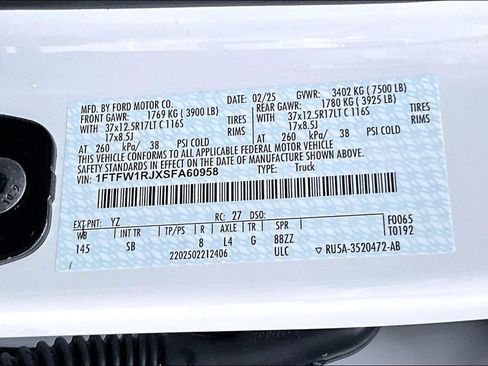 MFD. BY FORD MOTOR CO. 02/25 GVWR: 3402 KG ( 7500 LB)
FRONT GAWR: 1769 KG ( 3900 LB) REAR GAWR: 1780 KG ( 3925 LB)
WITH 37x12.5R17LT C 116S TIRES WITH 37x12.5R17LT C 116S TIRES
17x8.5J RIMS 17x8.5J RIMS
AT 260 kPa/ 38 PSI COLD AT 260 kPa/ 38 PSI COLD
THIS VEHICLE CONFORMS TO ALL APPLICABLE FEDERAL MOTOR VEHICLE
SAFETY STANDARDS IN EFFECT ON THE DATE OF MANUFACTURE SHOWN ABOVE.
VIN: 1FTFW1RJXSFA60958 TYPE: Truck
EXT PNT: YZ RC: 27 DSO: F0065
WB INT TR TP/PS R AXLE TR SPR T0192
145 SB 8 L4 G 88ZZ
2202502212406 ULC ▼ RU5A-3520472-AB